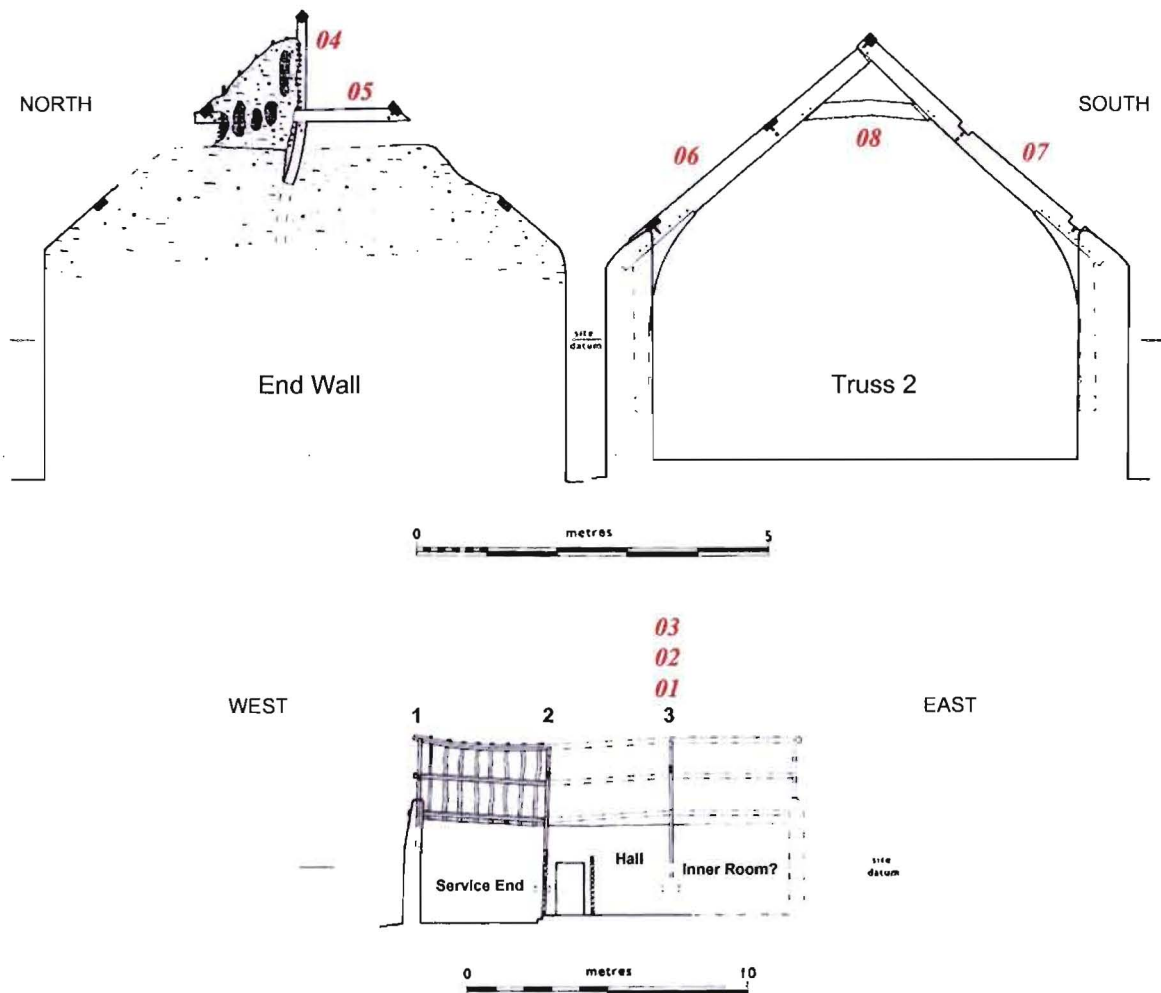 04
05
NORTH
SOUTH
06
08
07
site
datum
End Wall
Truss 2
0 metres 5
03
02
01
WEST
EAST
1 2 3
Hall
Inner Room?
Service End
site
datum
0 metres 10